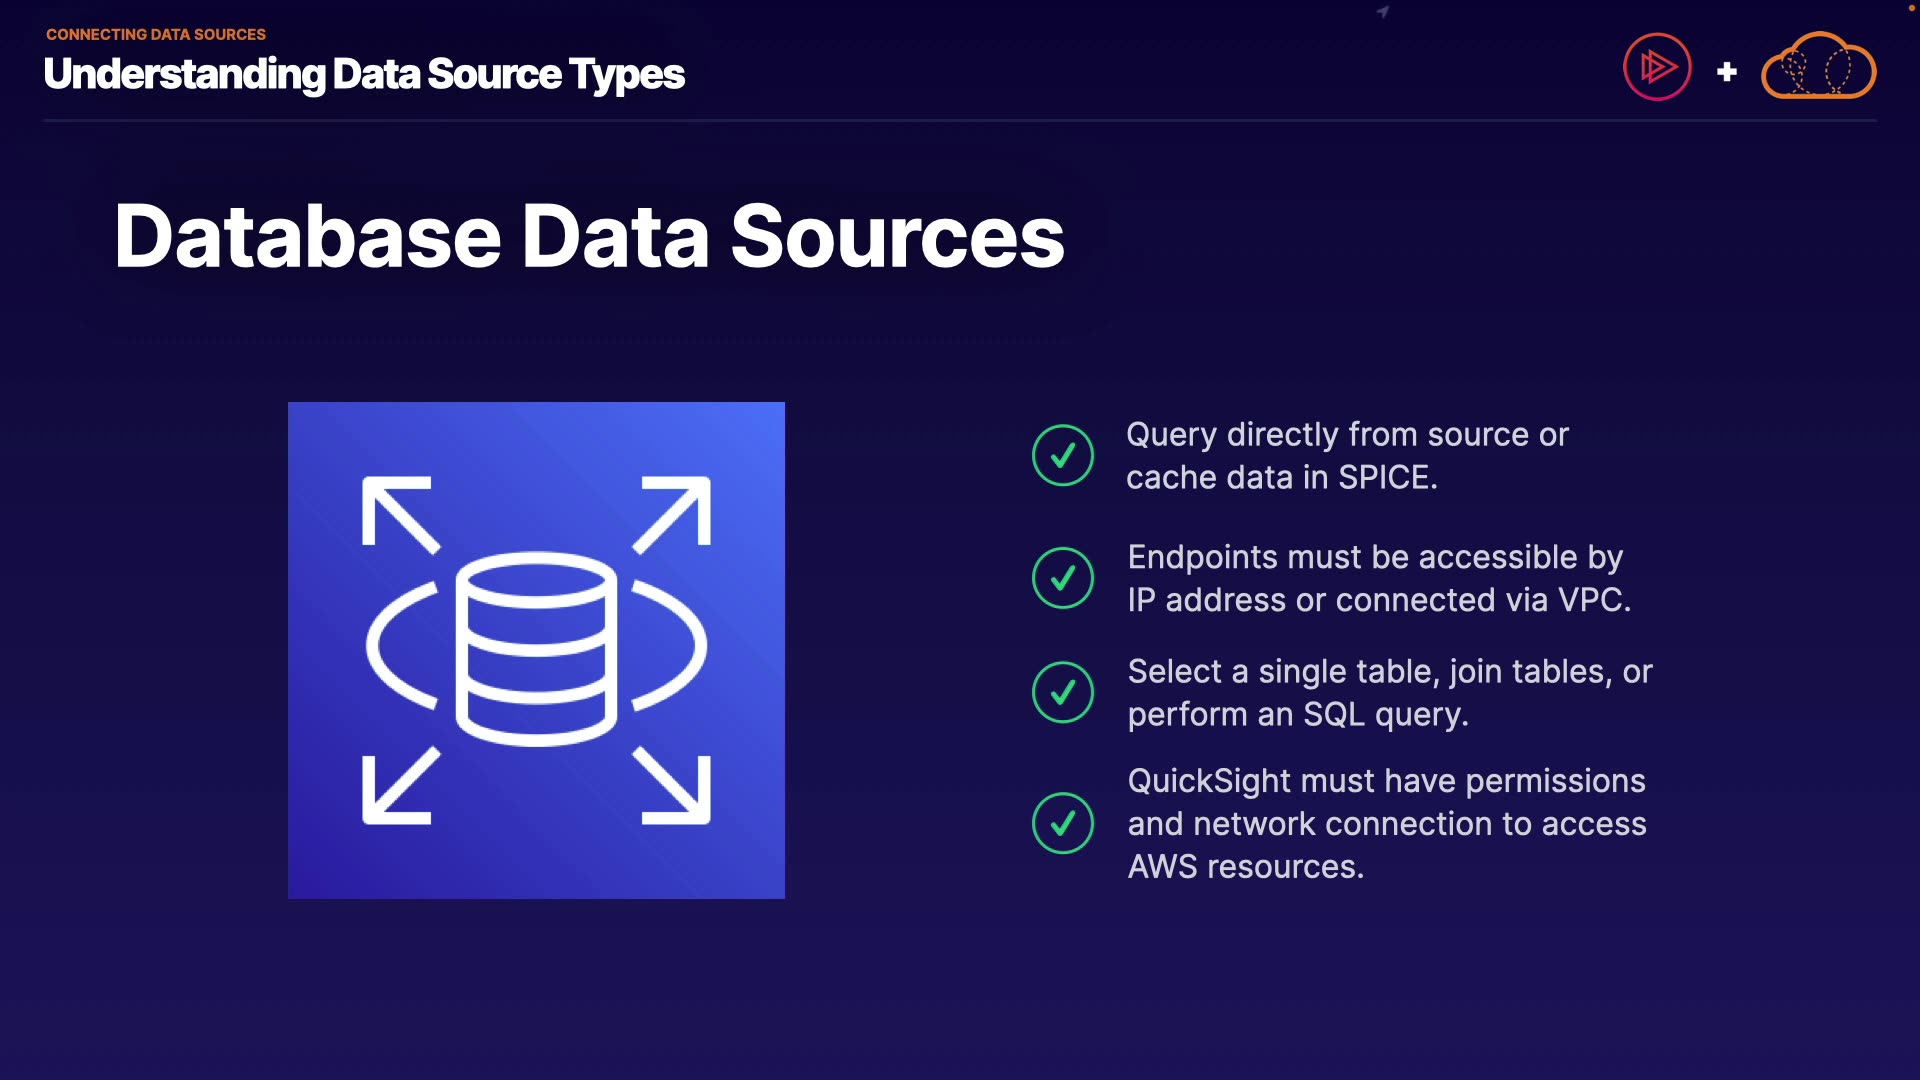 CONNECTING DATA SOURCES
Understanding Data Source Types
Database Data Sources
Query directly from source or
cache data in SPICE.
Endpoints must be accessible by
IP address or connected via VPC.
Select a single table, join tables, or
perform an SQL query.
QuickSight must have permissions
and network connection to access
AWS resources.